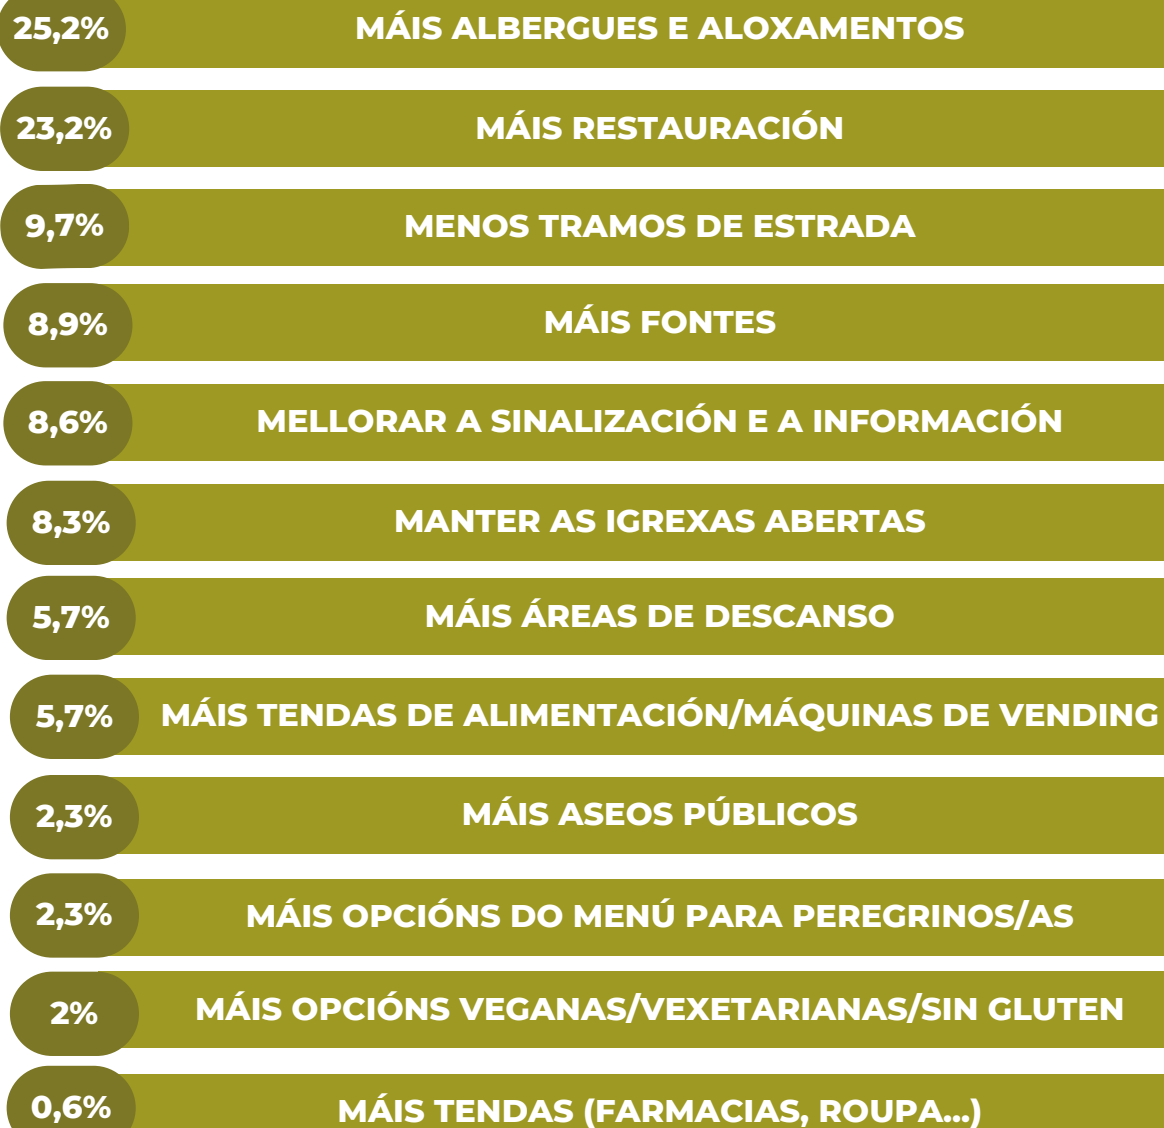 25,2% MÁIS ALBERGUES E ALOXAMENTOS
23,2% MÁIS RESTAURACIÓN
9,7% MENOS TRAMOS DE ESTRADA
8,9% MÁIS FONTES
8,6% MELLORAR A SINALIZACIÓN E A INFORMACIÓN
8,3% MANTER AS IGREXAS ABERTAS
5,7% MÁIS ÁREAS DE DESCANSO
5,7% MÁIS TENDAS DE ALIMENTACIÓN/MÁQUINAS DE VENDING
2,3% MÁIS ASEOS PÚBLICOS
2,3% MÁIS OPCIÓNS DO MENÚ PARA PEREGRINOS/AS
2% MÁIS OPCIÓNS VEGANAS/VEXETARIANAS/SIN GLUTEN
0,6% MÁIS TENDAS (FARMACIAS, ROUPA...)